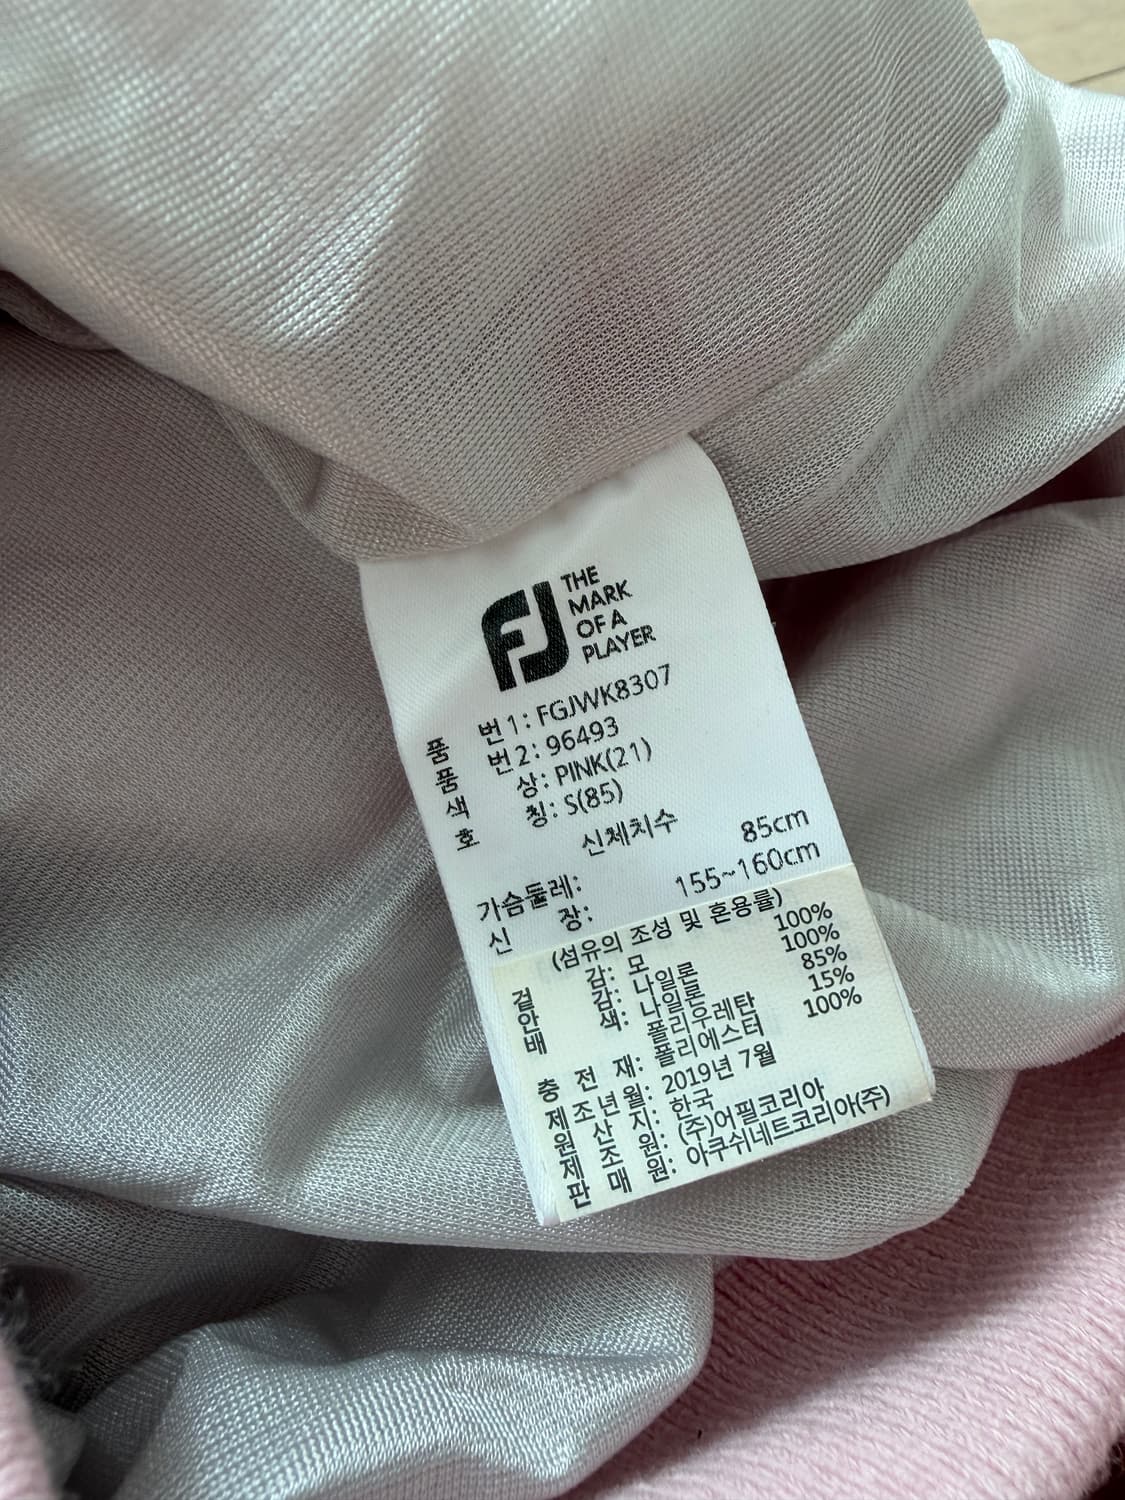 FJ THE
MARK
OF A
PLAYER
품 번1: FGJWK8307
품 번2: 96493
색 상: PINK(21)
호 칭: S(85)
신체치수
가슴둘레: 85cm
신 장: 155~160cm
(섬유의 조성 및 혼용률)
겉 감: 모 100%
안 감: 나일론 100%
배 색: 나일론 85%
폴리우레탄 15%
충 전 재: 폴리에스터 100%
제조년월: 2019년 7월
원 산 지: 한국
제 조 원: (주)어필코리아
판 매 원: 아쿠쉬네트코리아(주)